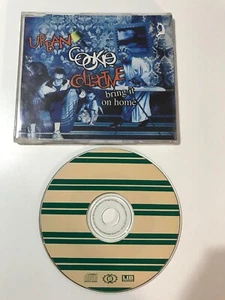 URBAN
COOKIE
COLLECTIVE
bring it
on home